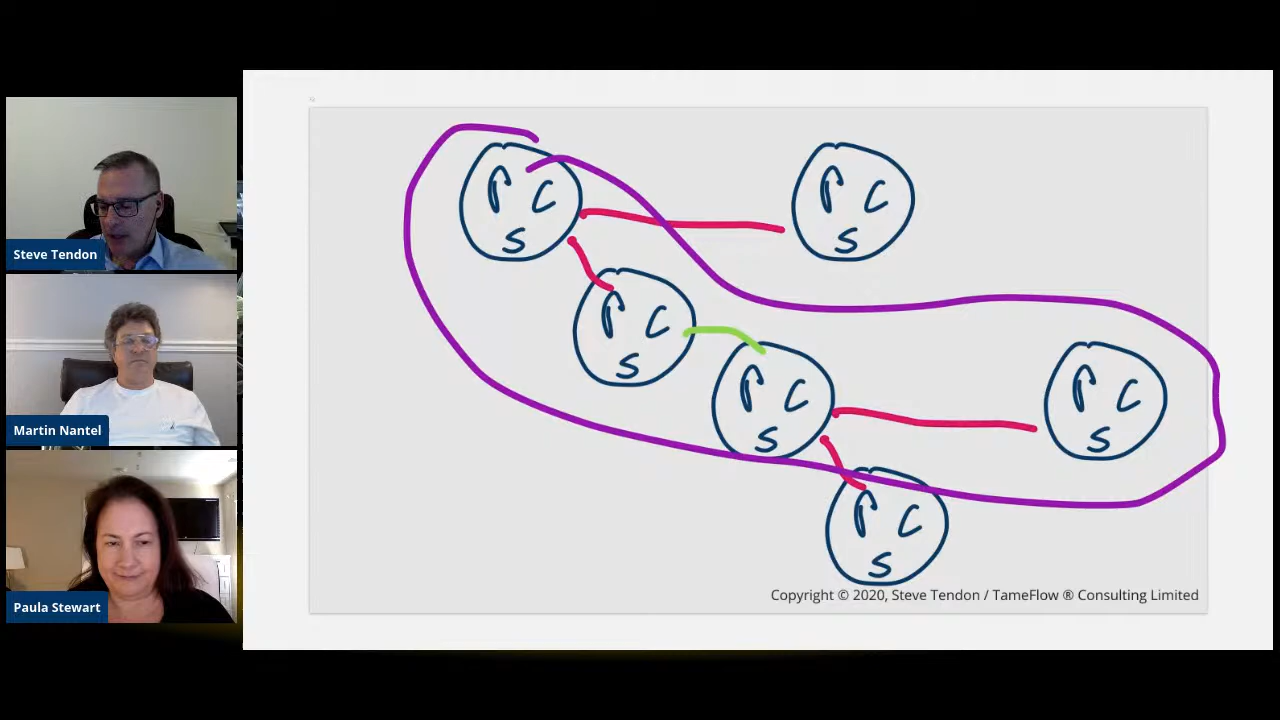 Steve Tendon
Martin Nantel
Paula Stewart
P C
S
P C
S
P C
S
P C
S
P C
S
P C
S
Copyright © 2020, Steve Tendon / TameFlow ® Consulting Limited